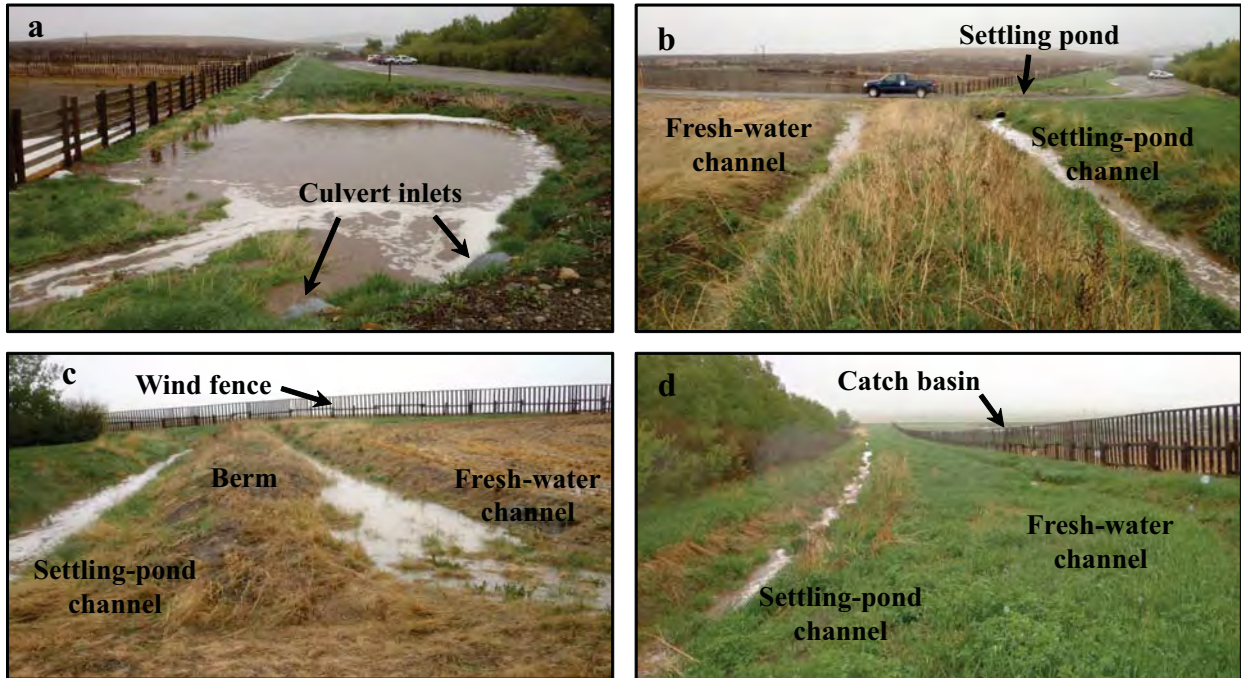 a
Culvert inlets
b
Settling pond
Fresh-water
channel
Settling-pond
channel
c
Wind fence
Berm
Fresh-water
channel
Settling-pond
channel
d
Catch basin
Fresh-water
channel
Settling-pond
channel